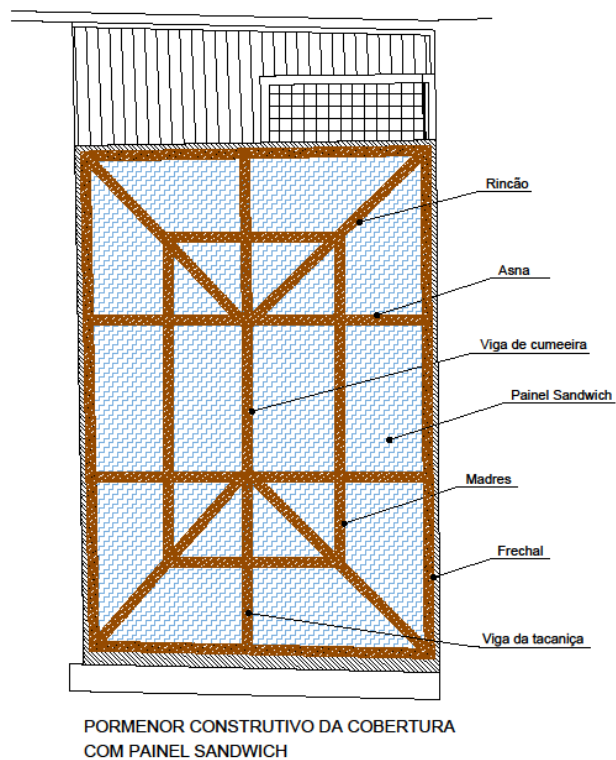 Rincão
Asna
Viga de cumeeira
Painel Sandwich
Madres
Frechal
Viga da tacaniça
PORMENOR CONSTRUTIVO DA COBERTURA
COM PAINEL SANDWICH